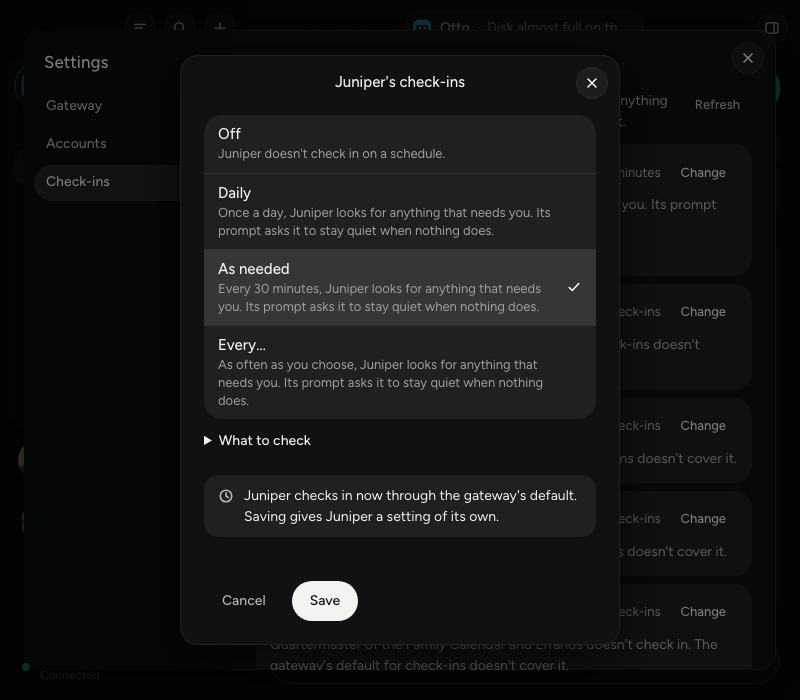 Otto · Disk almost full on th
Settings
Juniper's check-ins
Gateway
nything
Refresh
t.
Accounts
Check-ins
Off
Juniper doesn't check in on a schedule.
Daily
Once a day, Juniper looks for anything that needs you. Its
prompt asks it to stay quiet when nothing does.
As needed
Every 30 minutes, Juniper looks for anything that needs
you. Its prompt asks it to stay quiet when nothing does.
Every...
As often as you choose, Juniper looks for anything that
needs you. Its prompt asks it to stay quiet when nothing
does.
What to check
Juniper checks in now through the gateway's default.
Saving gives Juniper a setting of its own.
Cancel
Save
ninutes
Change
you. Its prompt
eck-ins
Change
k-ins doesn't
eck-ins
Change
ns doesn't cover it.
eck-ins
Change
s doesn't cover it.
eck-ins
Change
Quartermaster of the Family Calendar and Errands doesn't check in. The
gateway's default for check-ins doesn't cover it.
Connected